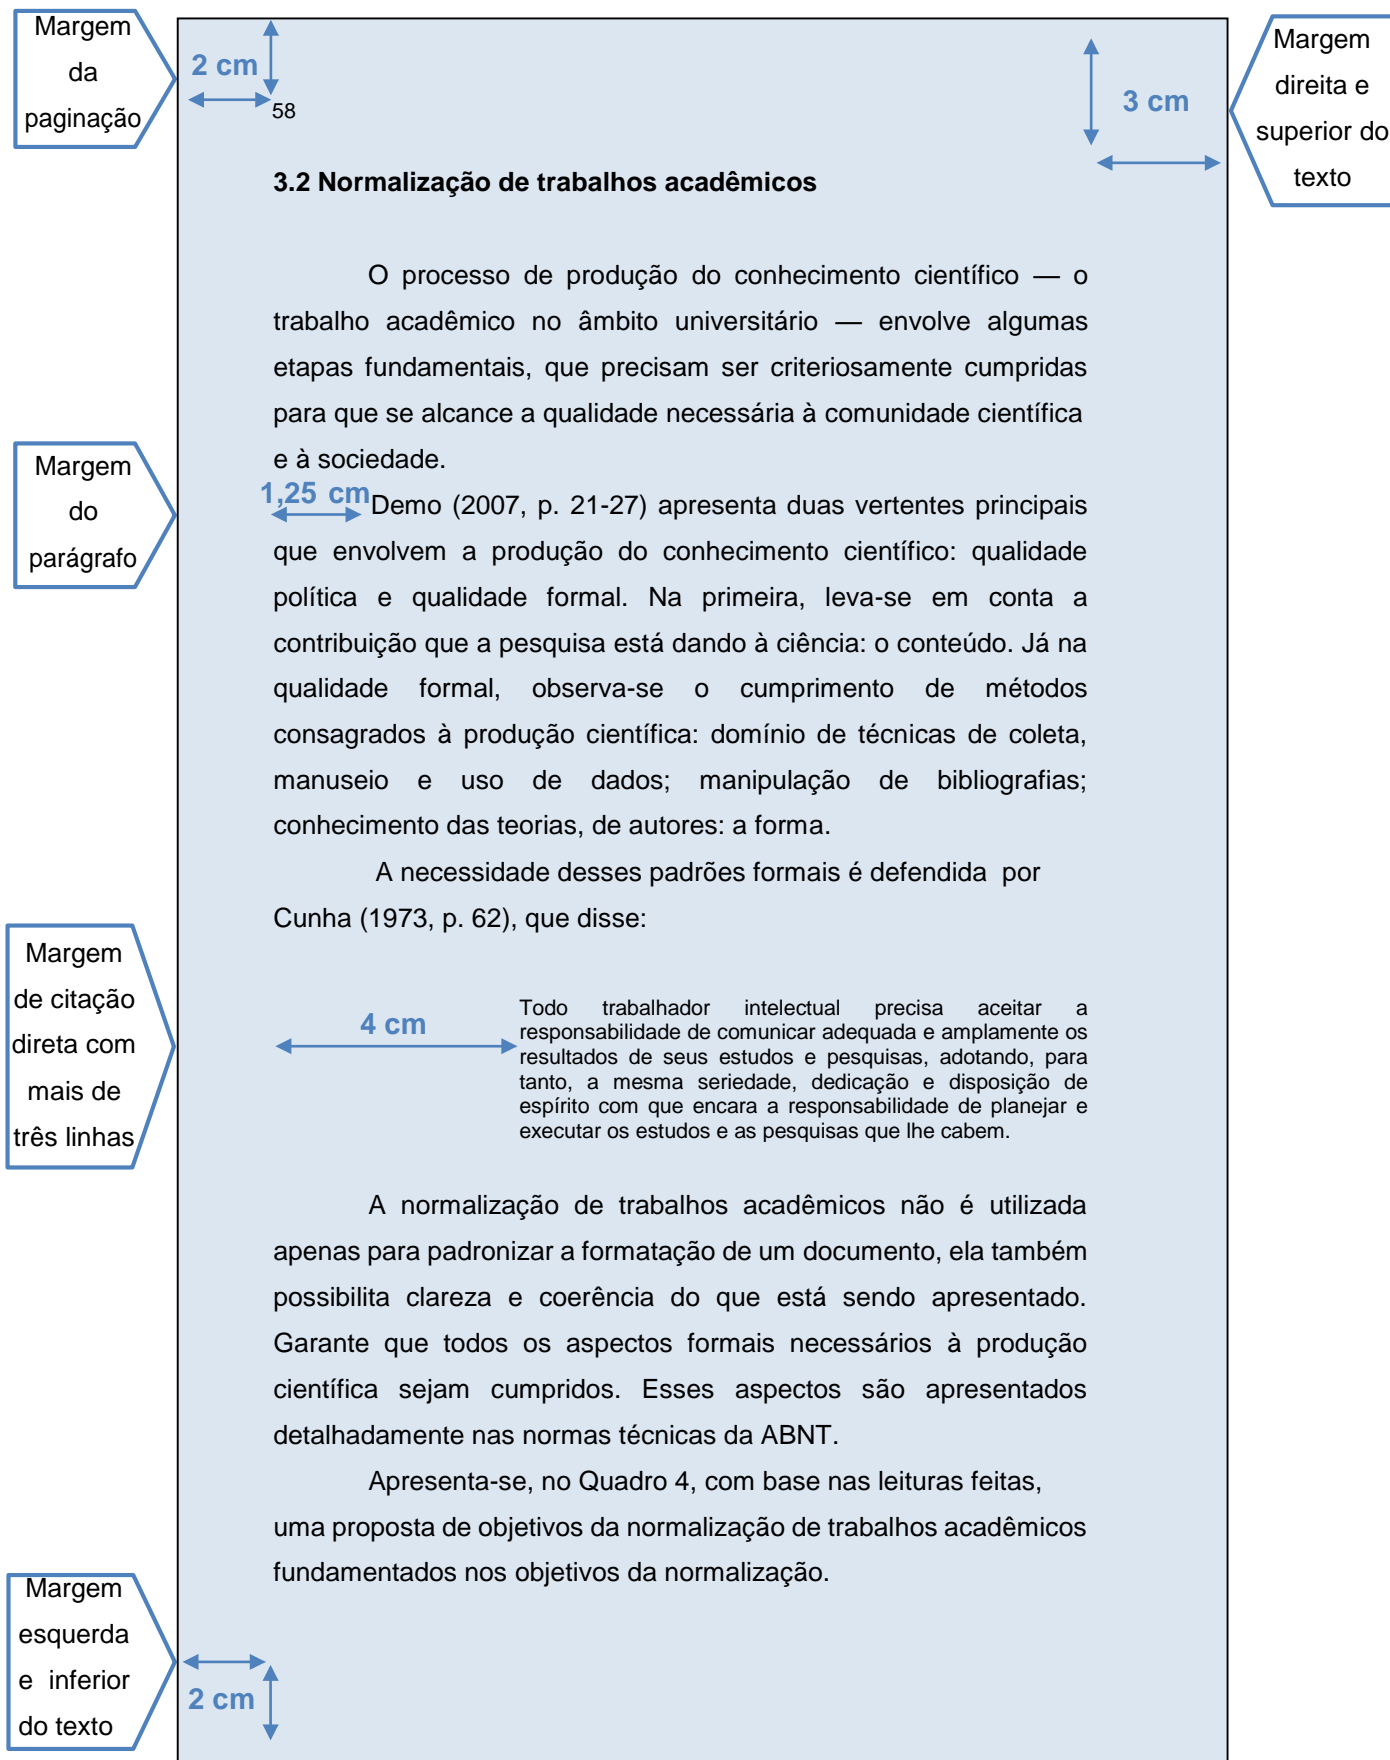 Margem
da
paginação
2 cm
58
3 cm
Margem
direita e
superior do
texto
3.2 Normalização de trabalhos acadêmicos
O processo de produção do conhecimento científico — o
trabalho acadêmico no âmbito universitário — envolve algumas
etapas fundamentais, que precisam ser criteriosamente cumpridas
para que se alcance a qualidade necessária à comunidade científica
e à sociedade.
Margem
do
parágrafo
1,25 cm
Demo (2007, p. 21-27) apresenta duas vertentes principais
que envolvem a produção do conhecimento científico: qualidade
política e qualidade formal. Na primeira, leva-se em conta a
contribuição que a pesquisa está dando à ciência: o conteúdo. Já na
qualidade formal, observa-se o cumprimento de métodos
consagrados à produção científica: domínio de técnicas de coleta,
manuseio e uso de dados; manipulação de bibliografias;
conhecimento das teorias, de autores: a forma.
A necessidade desses padrões formais é defendida por
Cunha (1973, p. 62), que disse:
Margem
de citação
direta com
mais de
três linhas
4 cm
Todo trabalhador intelectual precisa aceitar a
responsabilidade de comunicar adequada e amplamente os
resultados de seus estudos e pesquisas, adotando, para
tanto, a mesma seriedade, dedicação e disposição de
espírito com que encara a responsabilidade de planejar e
executar os estudos e as pesquisas que lhe cabem.
A normalização de trabalhos acadêmicos não é utilizada
apenas para padronizar a formatação de um documento, ela também
possibilita clareza e coerência do que está sendo apresentado.
Garante que todos os aspectos formais necessários à produção
científica sejam cumpridos. Esses aspectos são apresentados
detalhadamente nas normas técnicas da ABNT.
Apresenta-se, no Quadro 4, com base nas leituras feitas,
uma proposta de objetivos da normalização de trabalhos acadêmicos
fundamentados nos objetivos da normalização.
Margem
esquerda
e inferior
do texto
2 cm